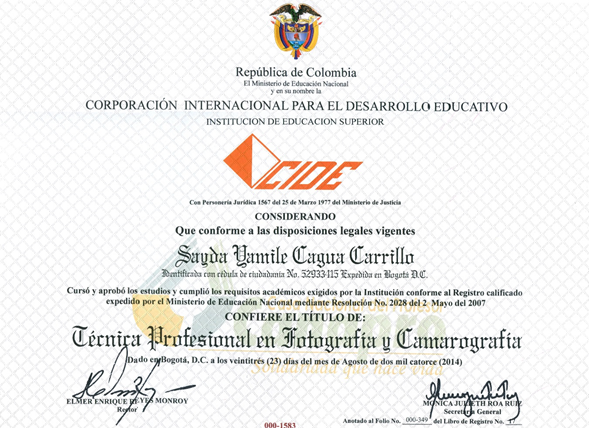 República de Colombia
El Ministerio de Educación Nacional
y en su nombre la
CORPORACIÓN INTERNACIONAL PARA EL DESARROLLO EDUCATIVO
INSTITUCION DE EDUCACION SUPERIOR
CIDE
Con Personería Jurídica 1567 del 25 de Marzo 1977 del Ministerio de Justicia
CONSIDERANDO
Que conforme a las disposiciones legales vigentes
Sayda Yamile Cagua Carrillo
Identificada con cédula de ciudadanía No. 52933-115 Expedida en Bogotá D.C.
Cursó y aprobó los estudios y cumplió los requisitos académicos exigidos por la Institución conforme al Registro calificado
expedido por el Ministerio de Educación Nacional mediante Resolución No. 2028 del 2 Mayo del 2007
Casa Nacional del Profesor
CONFIERE EL TÍTULO DE:
Técnica Profesional en Fotografía y Camarografía
Dado en Bogotá, D.C. a los veintitrés (23) días del mes de Agosto de dos mil catorce (2014)
Solidaridad que hace vida
ELMER ENRIQUE REYES MONROY
Rector
MONICA JULIETH ROA RUIZ
Secretaria General
000-1583
Anotado al Folio No. 000-349 del Libro de Registro No. 17